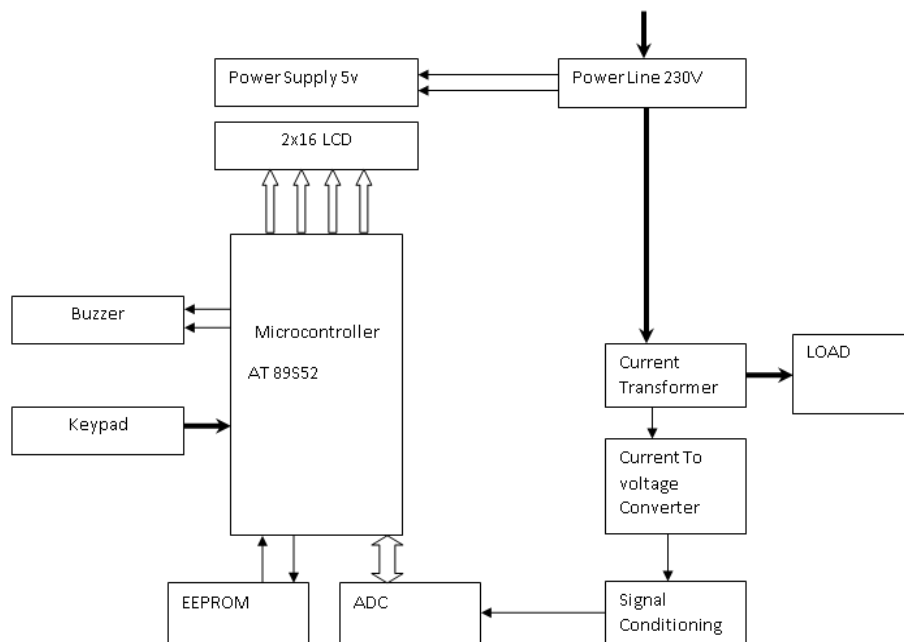 Power Supply 5v
Power Line 230V
2x16 LCD
Buzzer
Microcontroller
AT 89S52
Keypad
Current
Transformer
LOAD
Current To
voltage
Converter
EEPROM
ADC
Signal
Conditioning